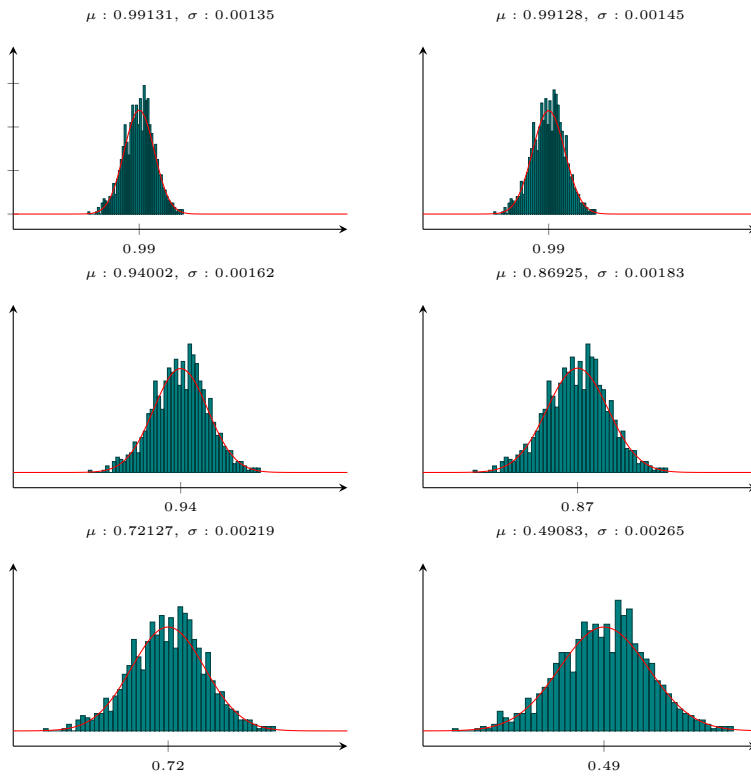 μ : 0.99131, σ : 0.00135
μ : 0.99128, σ : 0.00145
0.99
0.99
μ : 0.94002, σ : 0.00162
μ : 0.86925, σ : 0.00183
0.94
0.87
μ : 0.72127, σ : 0.00219
μ : 0.49083, σ : 0.00265
0.72
0.49